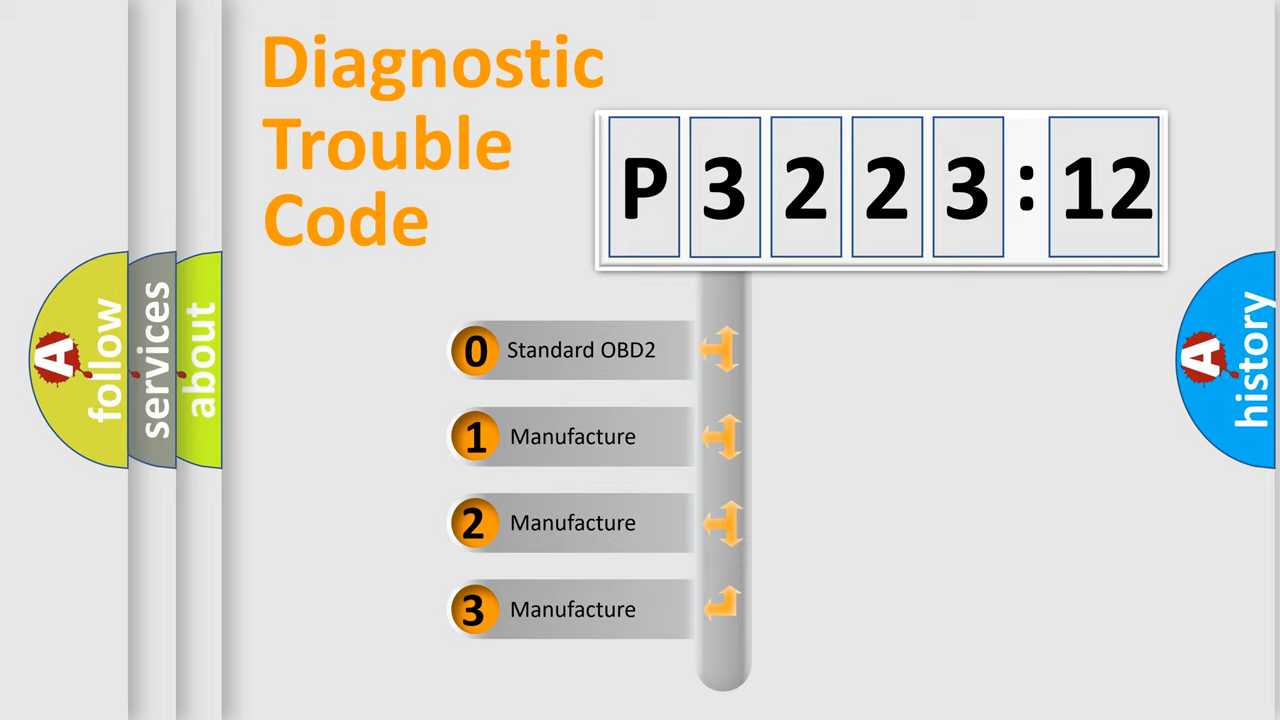 Diagnostic
Trouble
Code
P 3 2 2 3 : 12
0 Standard OBD2
1 Manufacture
2 Manufacture
3 Manufacture
A follow
services
about
A history